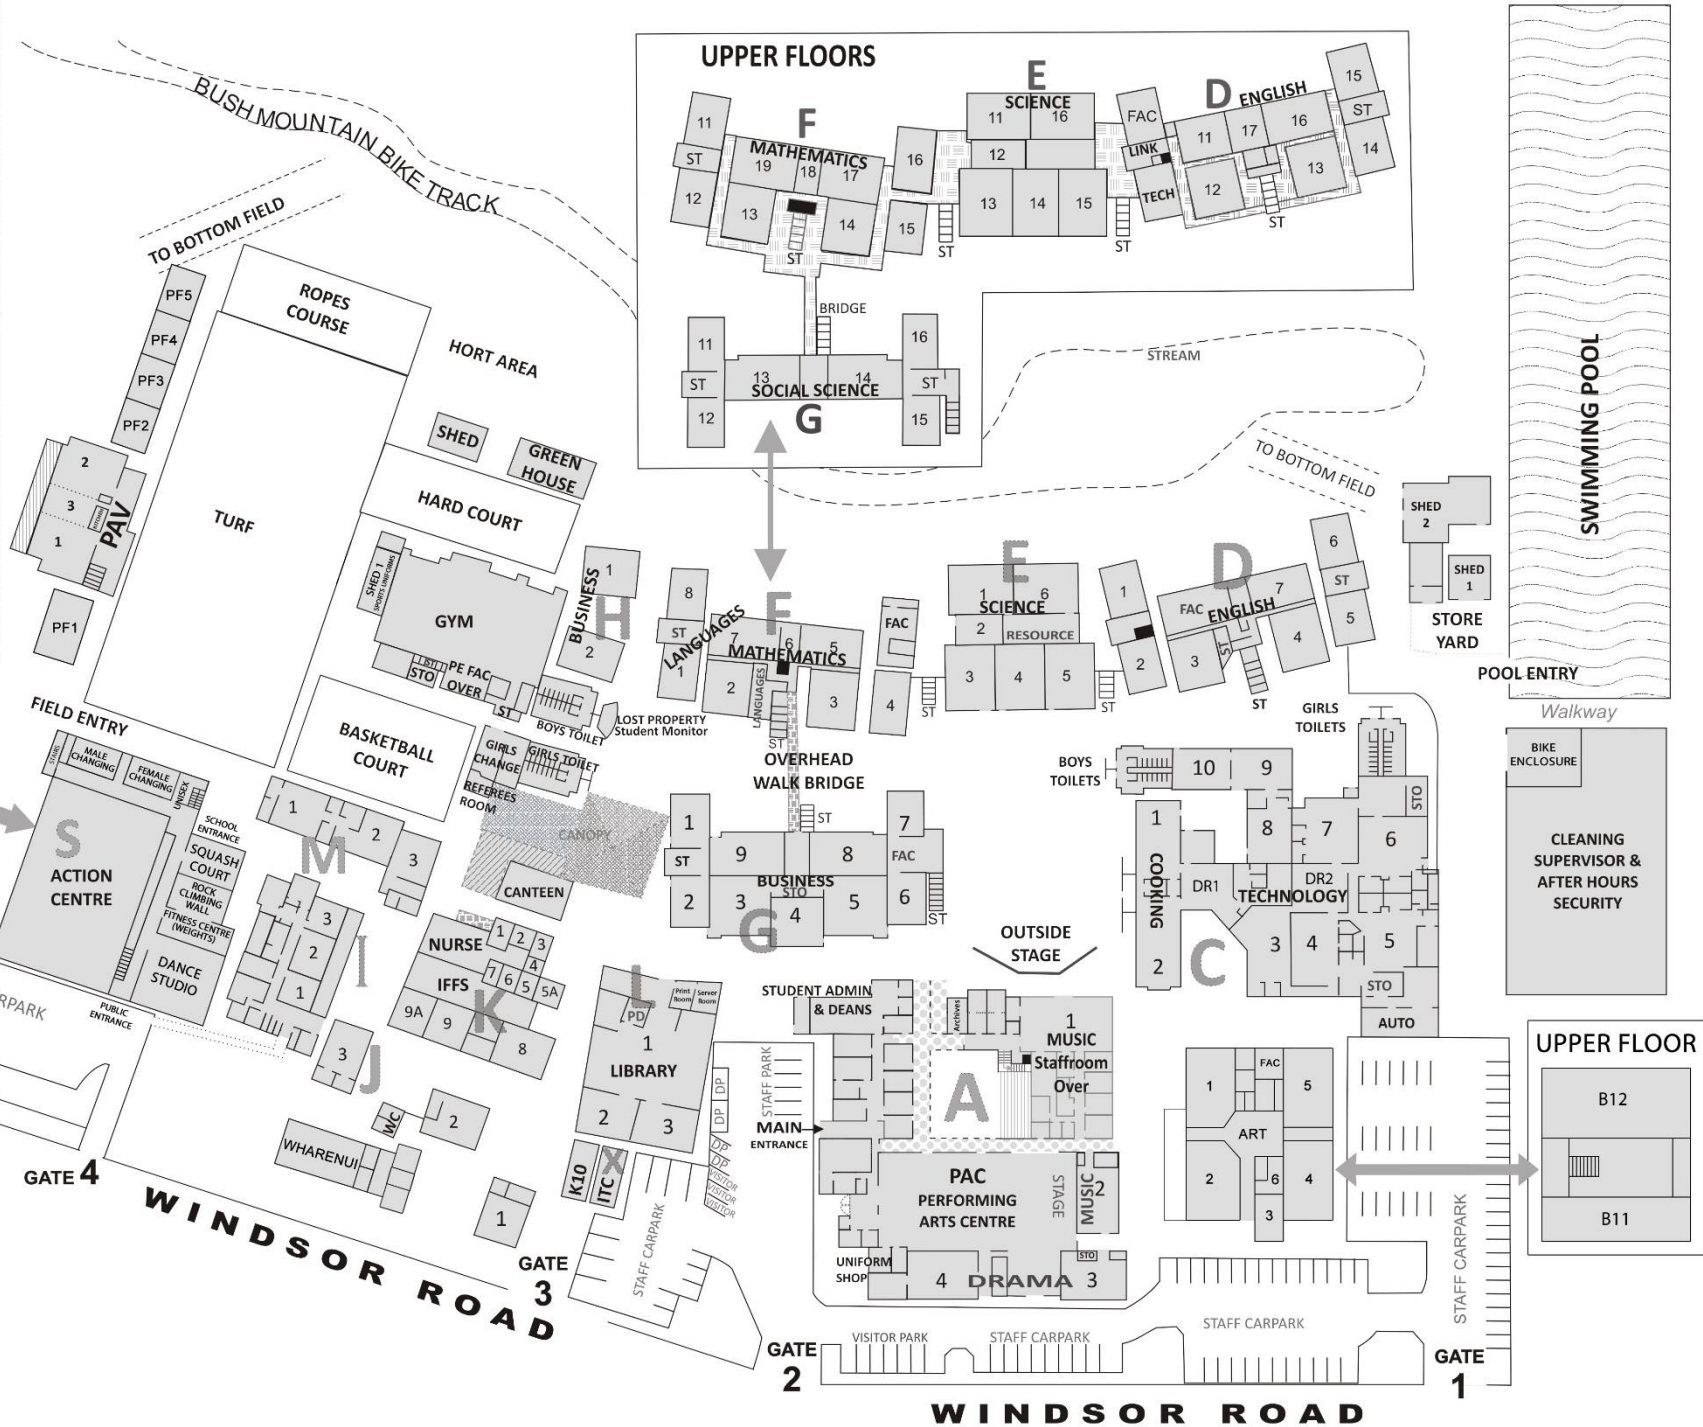 UPPER FLOORS
F
MATHEMATICS
11
ST
12
19
18
17
13
14
ST
16
15
ST
E
SCIENCE
11
16
12
13
14
15
ST
D
ENGLISH
FAC
LINK
TECH
11
17
16
12
13
ST
15
ST
14
BRIDGE
11
ST
12
13
14
SOCIAL SCIENCE
G
16
ST
15
BUSH MOUNTAIN BIKE TRACK
TO BOTTOM FIELD
PF5
PF4
PF3
PF2
ROPES
COURSE
HORT AREA
TURF
SHED
GREEN
HOUSE
HARD COURT
2
3
1
KITCHEN
PAV
PF1
STREAM
TO BOTTOM FIELD
SHED
2
SHED
1
STORE
YARD
SWIMMING POOL
POOL ENTRY
Walkway
BIKE
ENCLOSURE
CLEANING
SUPERVISOR &
AFTER HOURS
SECURITY
SHED 1
SPORTS UNIFORMS
GYM
IST
STO
PE FAC
OVER
ST
BUSINESS
H
1
2
BOYS TOILET
LOST PROPERTY
Student Monitor
8
ST
1
LANGUAGES
F
7
6
5
MATHEMATICS
2
LANGUAGES
3
ST
FAC
4
ST
OVERHEAD
WALK BRIDGE
E
1
6
SCIENCE
2
RESOURCE
3
4
5
ST
1
2
D
FAC
7
ENGLISH
3
ST
4
ST
6
ST
5
FIELD ENTRY
STAIRS
MALE
CHANGING
FEMALE
CHANGING
UNISEX
SCHOOL
ENTRANCE
S
ACTION
CENTRE
SQUASH
COURT
ROCK
CLIMBING
WALL
FITNESS CENTRE
(WEIGHTS)
DANCE
STUDIO
PUBLIC
ENTRANCE
RPARK
BASKETBALL
COURT
GIRLS
CHANGE
GIRLS TOILET
REFEREES
ROOM
CANOPY
CANTEEN
M
1
2
3
I
3
2
1
J
3
2
1
WC
WHARENUI
NURSE
IFFS
K
1
2
3
4
7
6
5
5A
9A
9
8
1
ST
2
ST
7
FAC
6
ST
9
8
BUSINESS
STO
3
4
5
G
OUTSIDE
STAGE
BOYS
TOILETS
GIRLS
TOILETS
10
9
8
7
6
STO
1
COOKING
2
DR1
DR2
TECHNOLOGY
C
3
4
5
STO
AUTO
L
PD
Print
Room
Server
Room
1
LIBRARY
2
3
K10
ITC
X
STAFF PARK
DP
DP
DP
DP
VISITOR
VISITOR
VISITOR
STAFF CARPARK
STUDENT ADMIN
& DEANS
Archives
1
MUSIC
Staffroom
Over
A
MAIN
ENTRANCE
PAC
PERFORMING
ARTS CENTRE
STAGE
MUSIC
2
UNIFORM
SHOP
4
DRAMA
STO
3
1
FAC
5
ART
2
6
4
3
UPPER FLOOR
B12
B11
STAFF CARPARK
VISITOR PARK
STAFF CARPARK
STAFF CARPARK
GATE 4
GATE
3
GATE
2
GATE
1
WINDSOR ROAD
WINDSOR ROAD